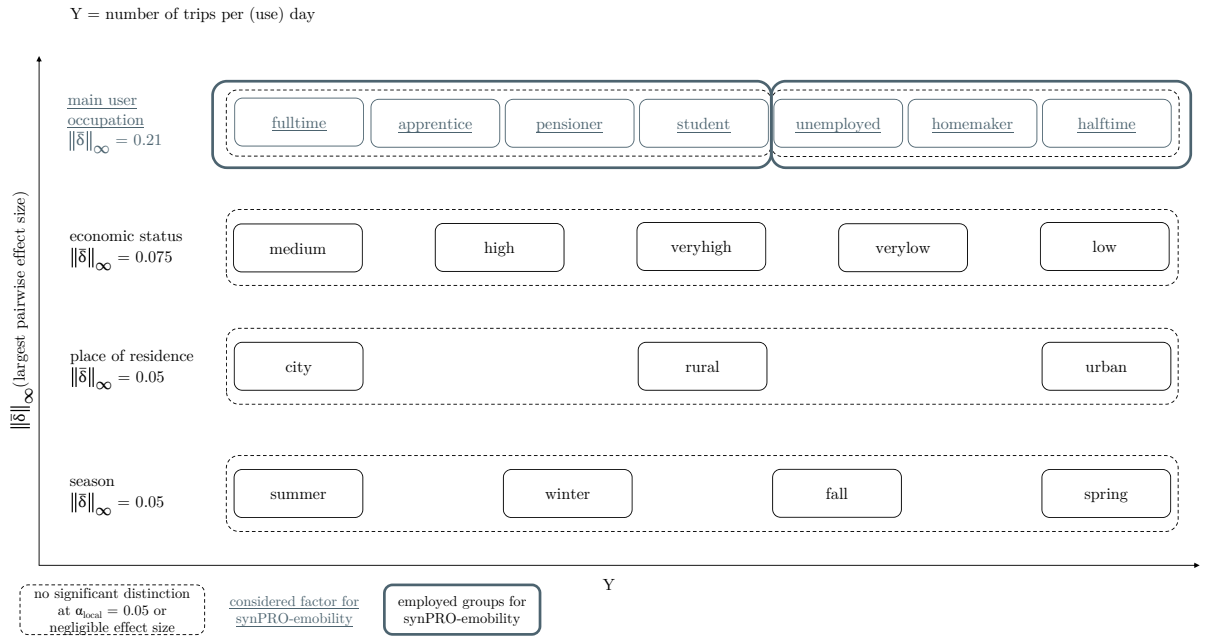 Y = number of trips per (use) day
main user
occupation
‖δ̄‖∞ = 0.21
fulltime
apprentice
pensioner
student
unemployed
homemaker
halftime
economic status
‖δ̄‖∞ = 0.075
medium
high
veryhigh
verylow
low
‖δ̄‖∞(largest pairwise effect size)
place of residence
‖δ̄‖∞ = 0.05
city
rural
urban
season
‖δ̄‖∞ = 0.05
summer
winter
fall
spring
Y
no significant distinction
at αlocal = 0.05 or
negligible effect size
considered factor for
synPRO-emobility
employed groups for
synPRO-emobility